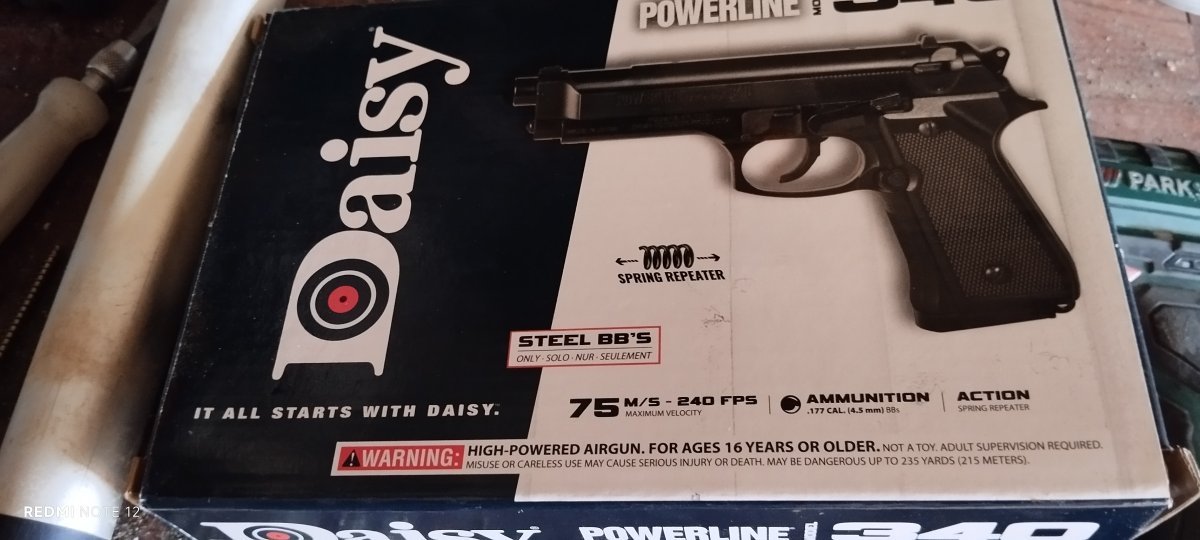 POWERLINE
340
Daisy
SPRING REPEATER
STEEL BB'S
ONLY · SOLO · NUR · SEULEMENT
IT ALL STARTS WITH DAISY.
75 M/S - 240 FPS
MAXIMUM VELOCITY
AMMUNITION
.177 CAL. (4.5 mm) BBs
ACTION
SPRING REPEATER
WARNING: HIGH-POWERED AIRGUN. FOR AGES 16 YEARS OR OLDER. NOT A TOY. ADULT SUPERVISION REQUIRED.
MISUSE OR CARELESS USE MAY CAUSE SERIOUS INJURY OR DEATH. MAY BE DANGEROUS UP TO 235 YARDS (215 METERS).
Daisy POWERLINE MODEL 340
PARK
REDMI NOTE 12